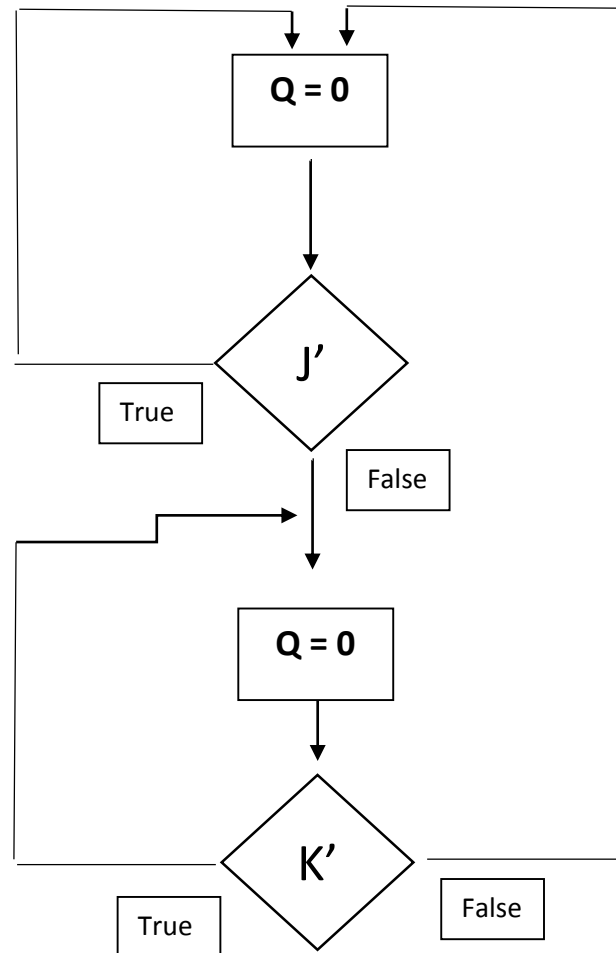 Q = 0
J’
True
False
Q = 0
K’
True
False